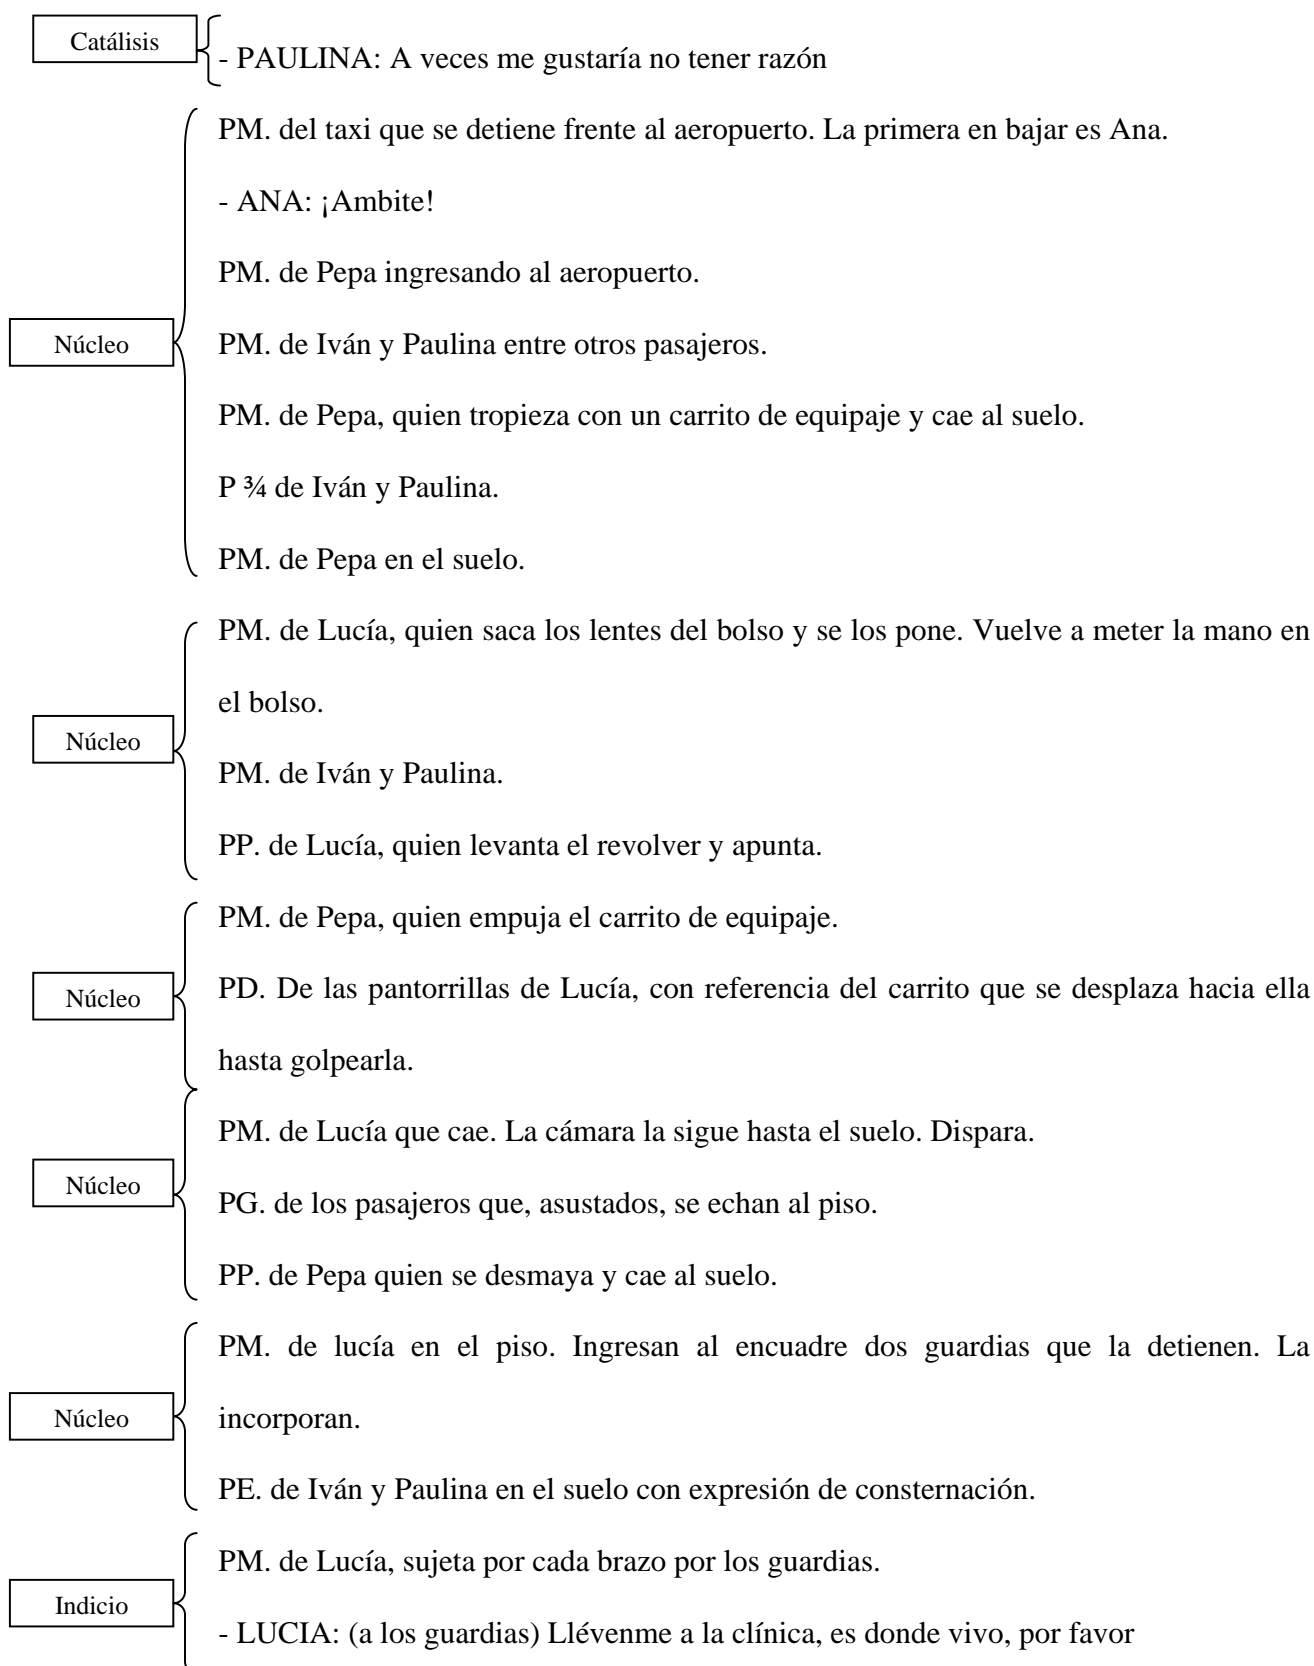 Catálisis
- PAULINA: A veces me gustaría no tener razón
PM. del taxi que se detiene frente al aeropuerto. La primera en bajar es Ana.
- ANA: ¡Ambite!
PM. de Pepa ingresando al aeropuerto.
Núcleo
PM. de Iván y Paulina entre otros pasajeros.
PM. de Pepa, quien tropieza con un carrito de equipaje y cae al suelo.
P ¾ de Iván y Paulina.
PM. de Pepa en el suelo.
PM. de Lucía, quien saca los lentes del bolso y se los pone. Vuelve a meter la mano en
el bolso.
Núcleo
PM. de Iván y Paulina.
PP. de Lucía, quien levanta el revolver y apunta.
PM. de Pepa, quien empuja el carrito de equipaje.
Núcleo
PD. De las pantorrillas de Lucía, con referencia del carrito que se desplaza hacia ella
hasta golpearla.
PM. de Lucía que cae. La cámara la sigue hasta el suelo. Dispara.
Núcleo
PG. de los pasajeros que, asustados, se echan al piso.
PP. de Pepa quien se desmaya y cae al suelo.
PM. de lucía en el piso. Ingresan al encuadre dos guardias que la detienen. La
Núcleo
incorporan.
PE. de Iván y Paulina en el suelo con expresión de consternación.
PM. de Lucía, sujeta por cada brazo por los guardias.
Indicio
- LUCIA: (a los guardias) Llévenme a la clínica, es donde vivo, por favor